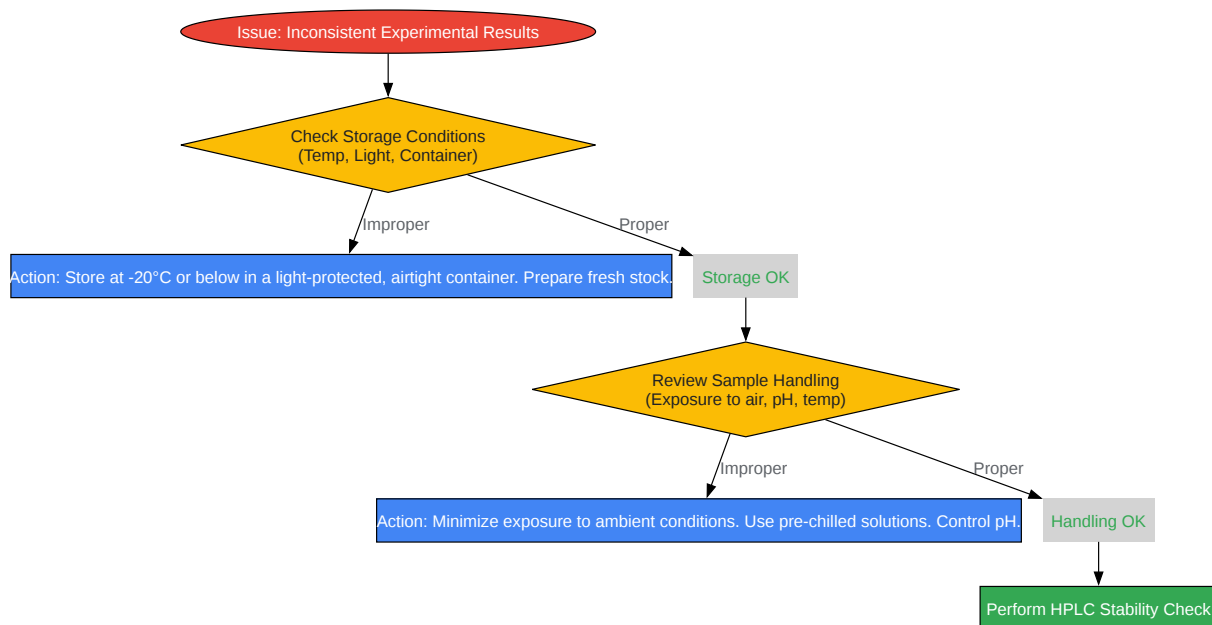 Issue: Inconsistent Experimental Results
Check Storage Conditions
(Temp, Light, Container)
Improper
Proper
Action: Store at -20°C or below in a light-protected, airtight container. Prepare fresh stock.
Storage OK
Review Sample Handling
(Exposure to air, pH, temp)
Improper
Proper
Action: Minimize exposure to ambient conditions. Use pre-chilled solutions. Control pH.
Handling OK
Perform HPLC Stability Check